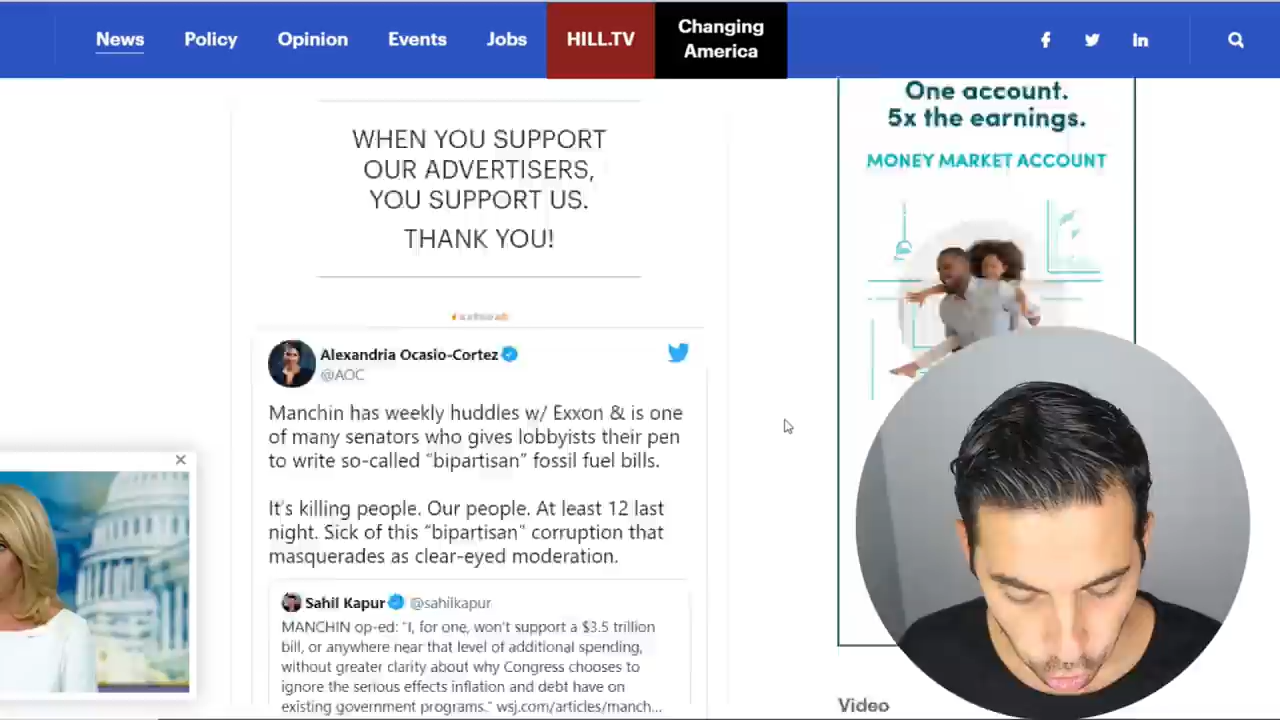 News
Policy
Opinion
Events
Jobs
HILL.TV
Changing
America
WHEN YOU SUPPORT
OUR ADVERTISERS,
YOU SUPPORT US.
THANK YOU!
One account.
5x the earnings.
MONEY MARKET ACCOUNT
Alexandria Ocasio-Cortez
@AOC
Manchin has weekly huddles w/ Exxon & is one
of many senators who gives lobbyists their pen
to write so-called “bipartisan” fossil fuel bills.
It’s killing people. Our people. At least 12 last
night. Sick of this “bipartisan” corruption that
masquerades as clear-eyed moderation.
Sahil Kapur @sahilkapur
MANCHIN op-ed: “I, for one, won’t support a $3.5 trillion
bill, or anywhere near that level of additional spending,
without greater clarity about why Congress chooses to
ignore the serious effects inflation and debt have on
existing government programs.” wsj.com/articles/manch...
Video